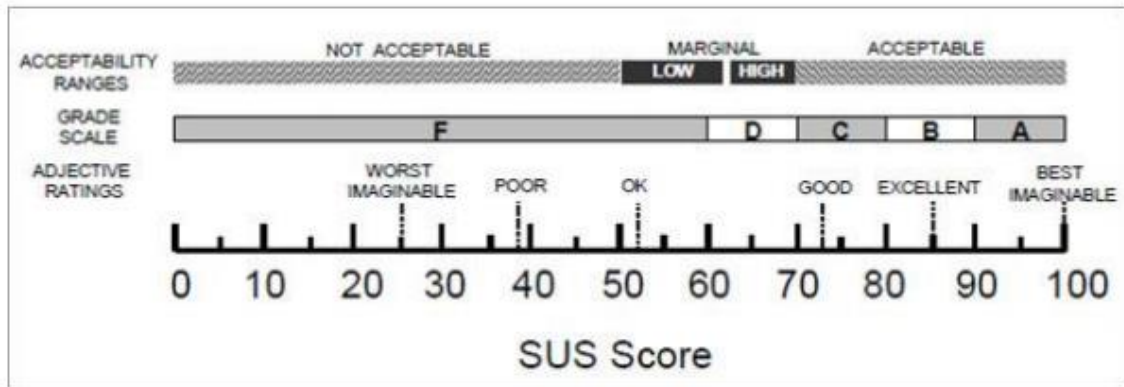 NOT ACCEPTABLE MARGINAL ACCEPTABLE
ACCEPTABILITY
RANGES
LOW HIGH
GRADE
SCALE
F D C B A
ADJECTIVE
RATINGS
WORST
IMAGINABLE
POOR
OK
GOOD
EXCELLENT
BEST
IMAGINABLE
0 10 20 30 40 50 60 70 80 90 100
SUS Score